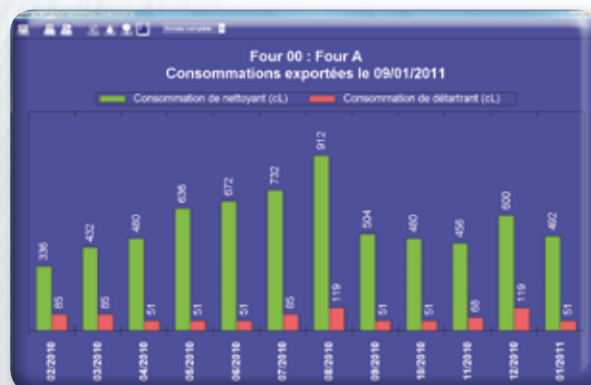 Année complète
Four 00 : Four A
Consommations exportées le 09/01/2011
Consommation de nettoyant (cL) Consommation de détartrant (cL)
336 85 432 85 480 51 636 51 672 51 732 85 912 119 504 51 480 51 456 68 600 119 492 51
02/2010 03/2010 04/2010 05/2010 06/2010 07/2010 08/2010 09/2010 10/2010 11/2010 12/2010 01/2011